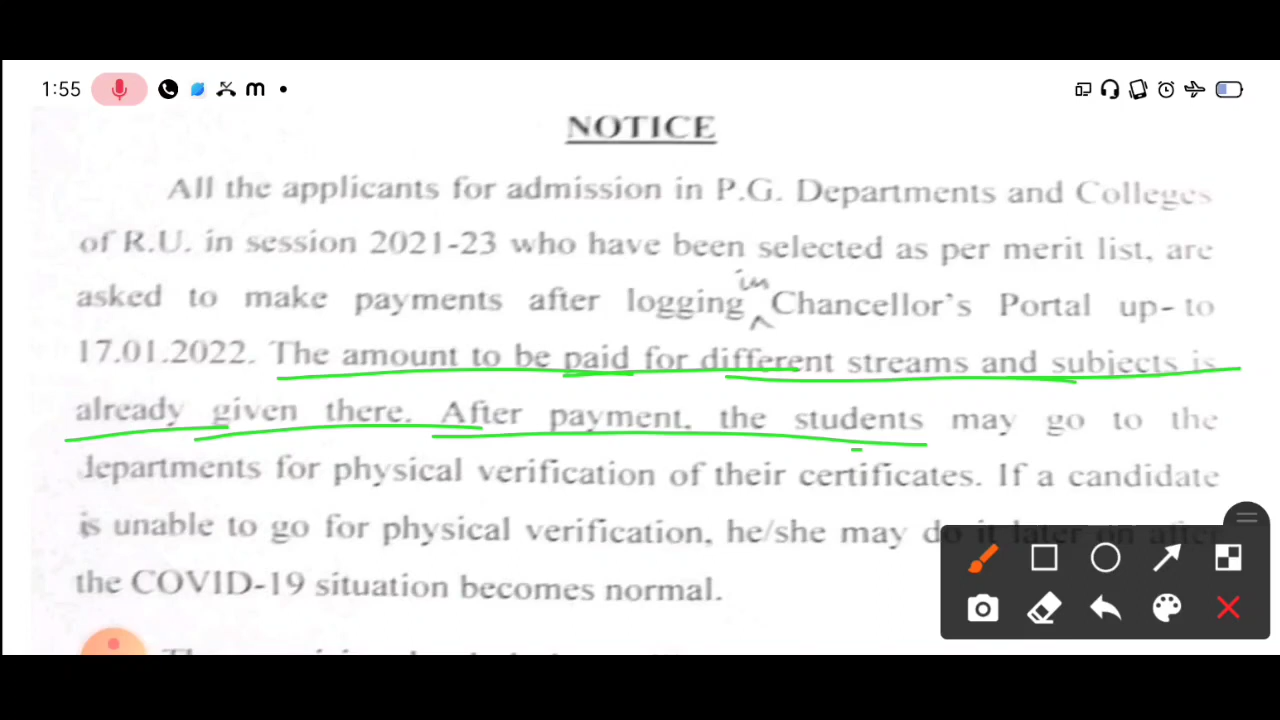 1:55
NOTICE
All the applicants for admission in P.G. Departments and Colleges
of R.U. in session 2021-23 who have been selected as per merit list, are
in
asked to make payments after logging Chancellor's Portal up-to
17.01.2022. The amount to be paid for different streams and subjects is
already given there. After payment, the students may go to the
departments for physical verification of their certificates. If a candidate
is unable to go for physical verification, he/she may do it later on after
the COVID-19 situation becomes normal.